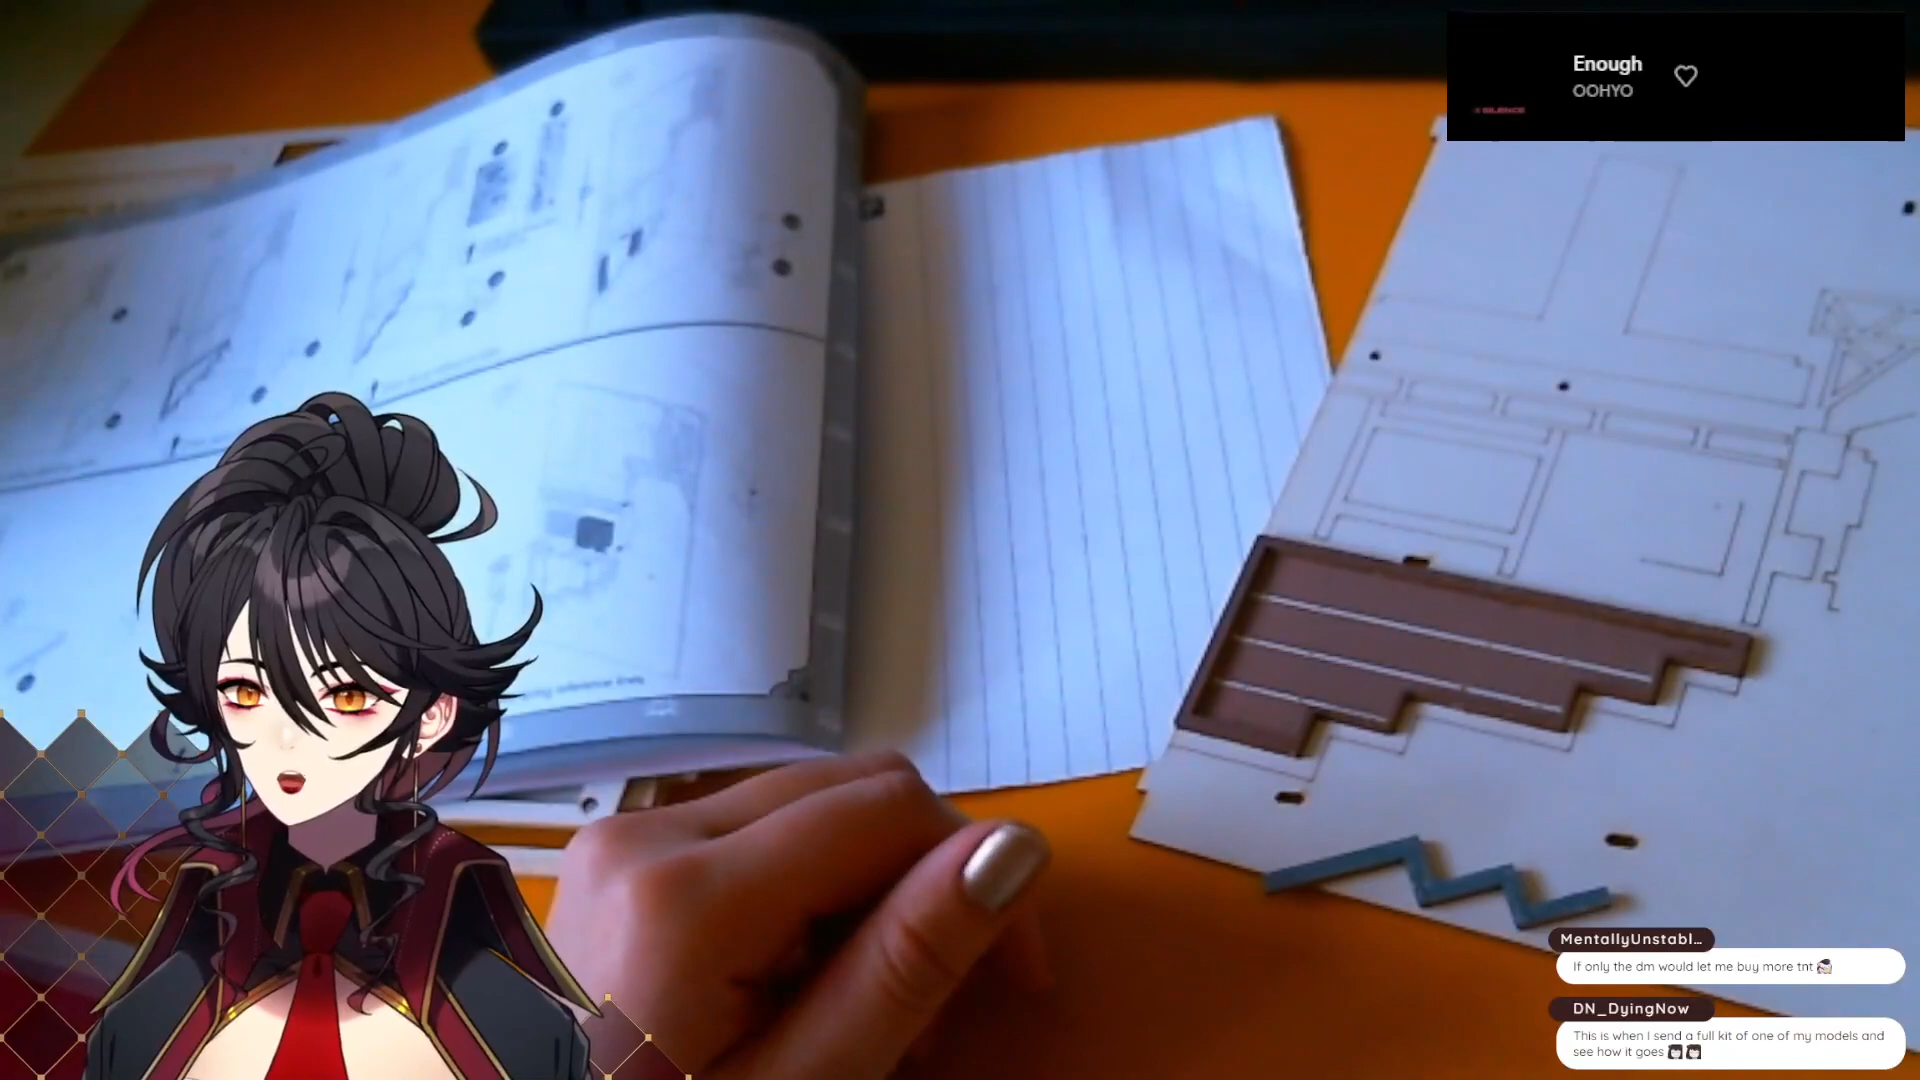 Enough
OOHYO
MentallyUnstabl...
If only the dm would let me buy more tnt
DN_DyingNow
This is when I send a full kit of one of my models and
see how it goes